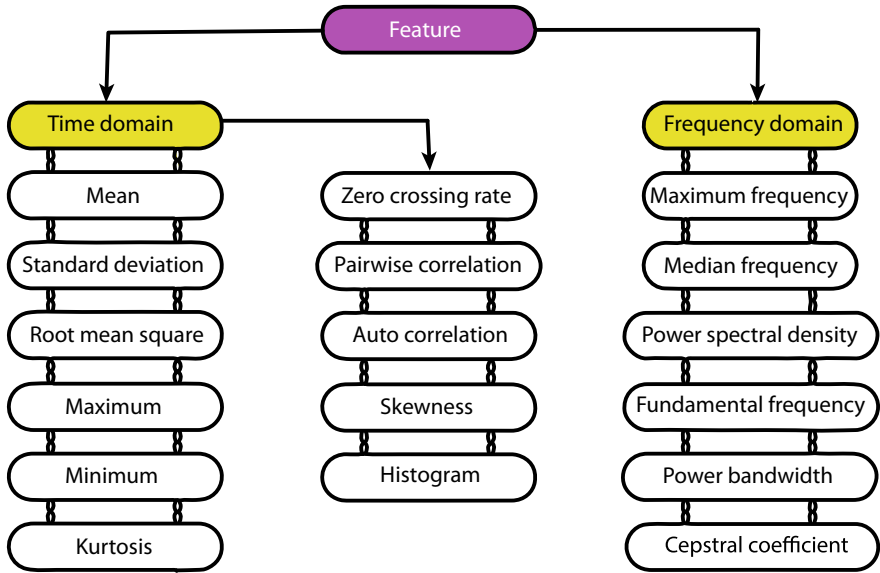 Feature
Time domain
Mean
Standard deviation
Root mean square
Maximum
Minimum
Kurtosis
Zero crossing rate
Pairwise correlation
Auto correlation
Skewness
Histogram
Frequency domain
Maximum frequency
Median frequency
Power spectral density
Fundamental frequency
Power bandwidth
Cepstral coefficient